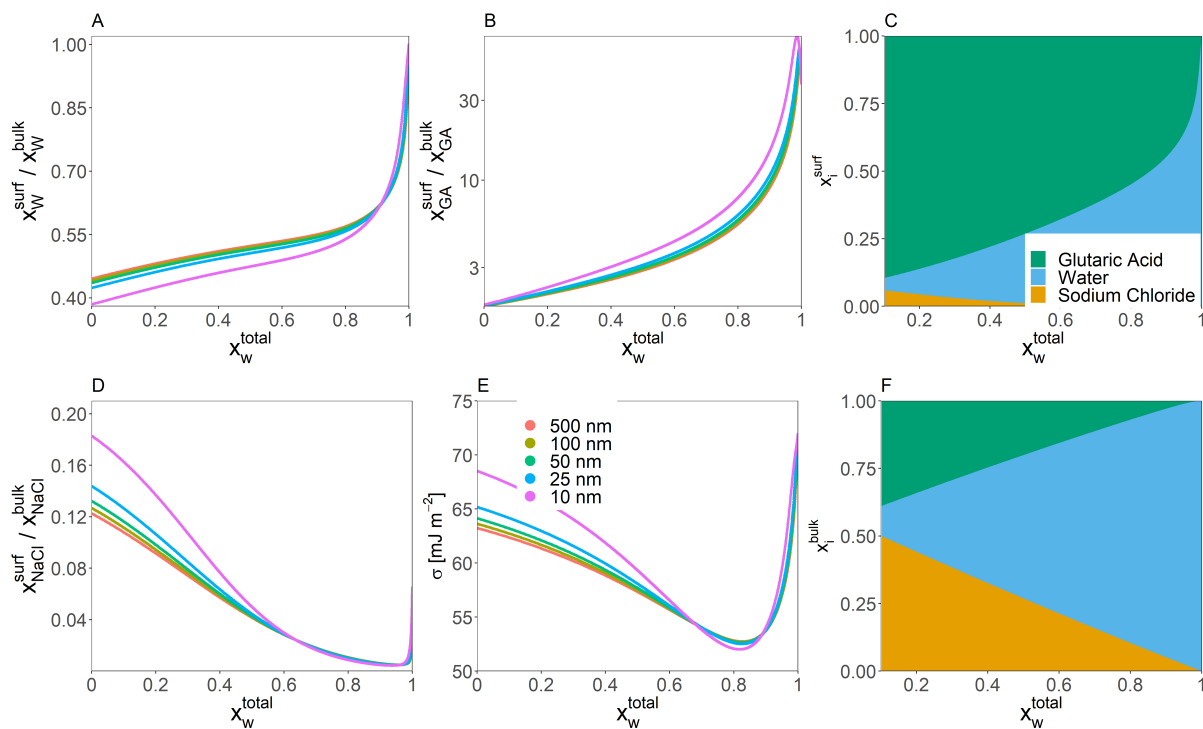 A
x_W^surf / x_W^bulk
1.00
0.85
0.70
0.55
0.40
0
0.2
0.4
0.6
0.8
1
x_w^total
B
x_GA^surf / x_GA^bulk
30
10
3
0
0.2
0.4
0.6
0.8
1
x_w^total
C
x_i^surf
1.00
0.75
0.50
0.25
0.00
Glutaric Acid
Water
Sodium Chloride
0.2
0.4
0.6
0.8
1
x_w^total
D
x_NaCl^surf / x_NaCl^bulk
0.20
0.16
0.12
0.08
0.04
0
0.2
0.4
0.6
0.8
1
x_w^total
E
σ [mJ m⁻²]
75
70
65
60
55
50
500 nm
100 nm
50 nm
25 nm
10 nm
0
0.2
0.4
0.6
0.8
1
x_w^total
F
x_i^bulk
1.00
0.75
0.50
0.25
0.00
0.2
0.4
0.6
0.8
1
x_w^total